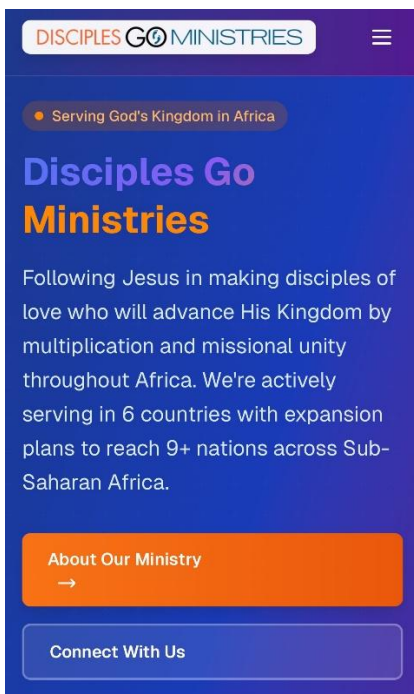 DISCIPLES GO MINISTRIES
Serving God's Kingdom in Africa
Disciples Go
Ministries
Following Jesus in making disciples of
love who will advance His Kingdom by
multiplication and missional unity
throughout Africa. We're actively
serving in 6 countries with expansion
plans to reach 9+ nations across Sub-
Saharan Africa.
About Our Ministry
→
Connect With Us